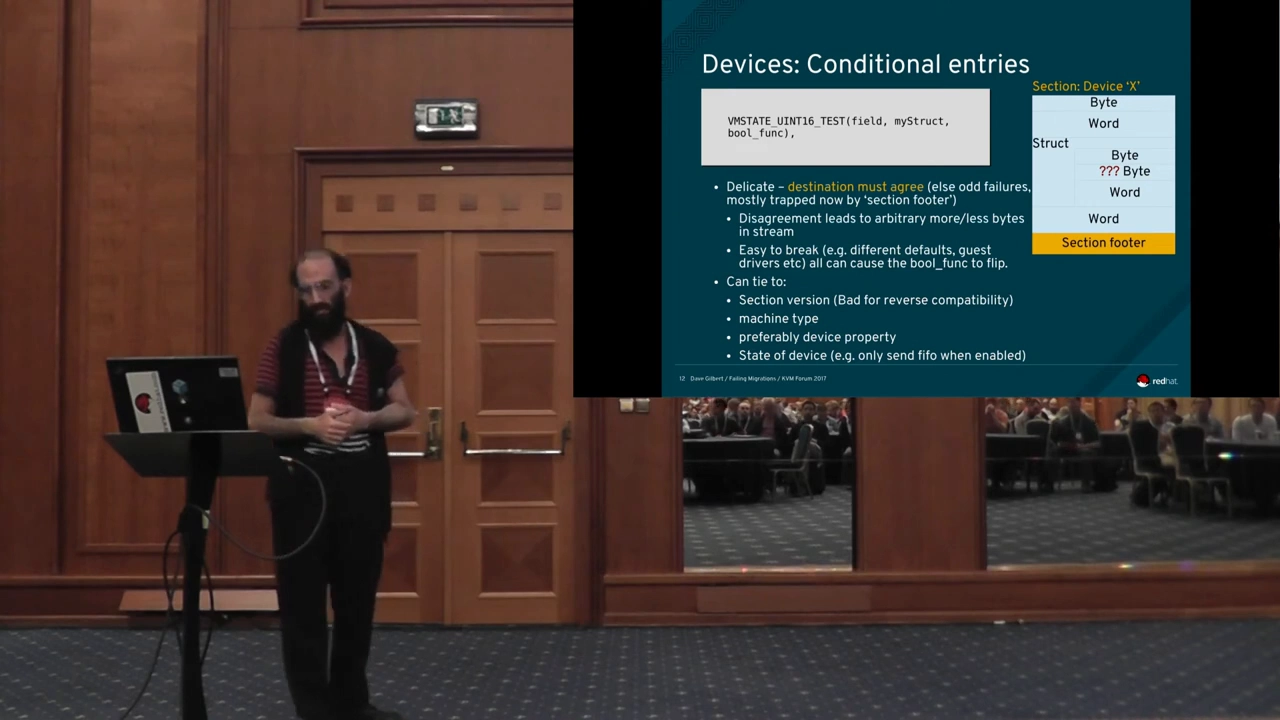 Devices: Conditional entries
VMSTATE_UINT16_TEST(field, myStruct,
bool_func),
• Delicate – destination must agree (else odd failures,
mostly trapped now by ‘section footer’)
• Disagreement leads to arbitrary more/less bytes
in stream
• Easy to break (e.g. different defaults, guest
drivers etc) all can cause the bool_func to flip.
• Can tie to:
• Section version (Bad for reverse compatibility)
• machine type
• preferably device property
• State of device (e.g. only send fifo when enabled)
Section: Device ‘X’
Byte
Word
Struct
Byte
??? Byte
Word
Word
Section footer
12 Dave Gilbert / Failing Migrations / KVM Forum 2017
redhat.